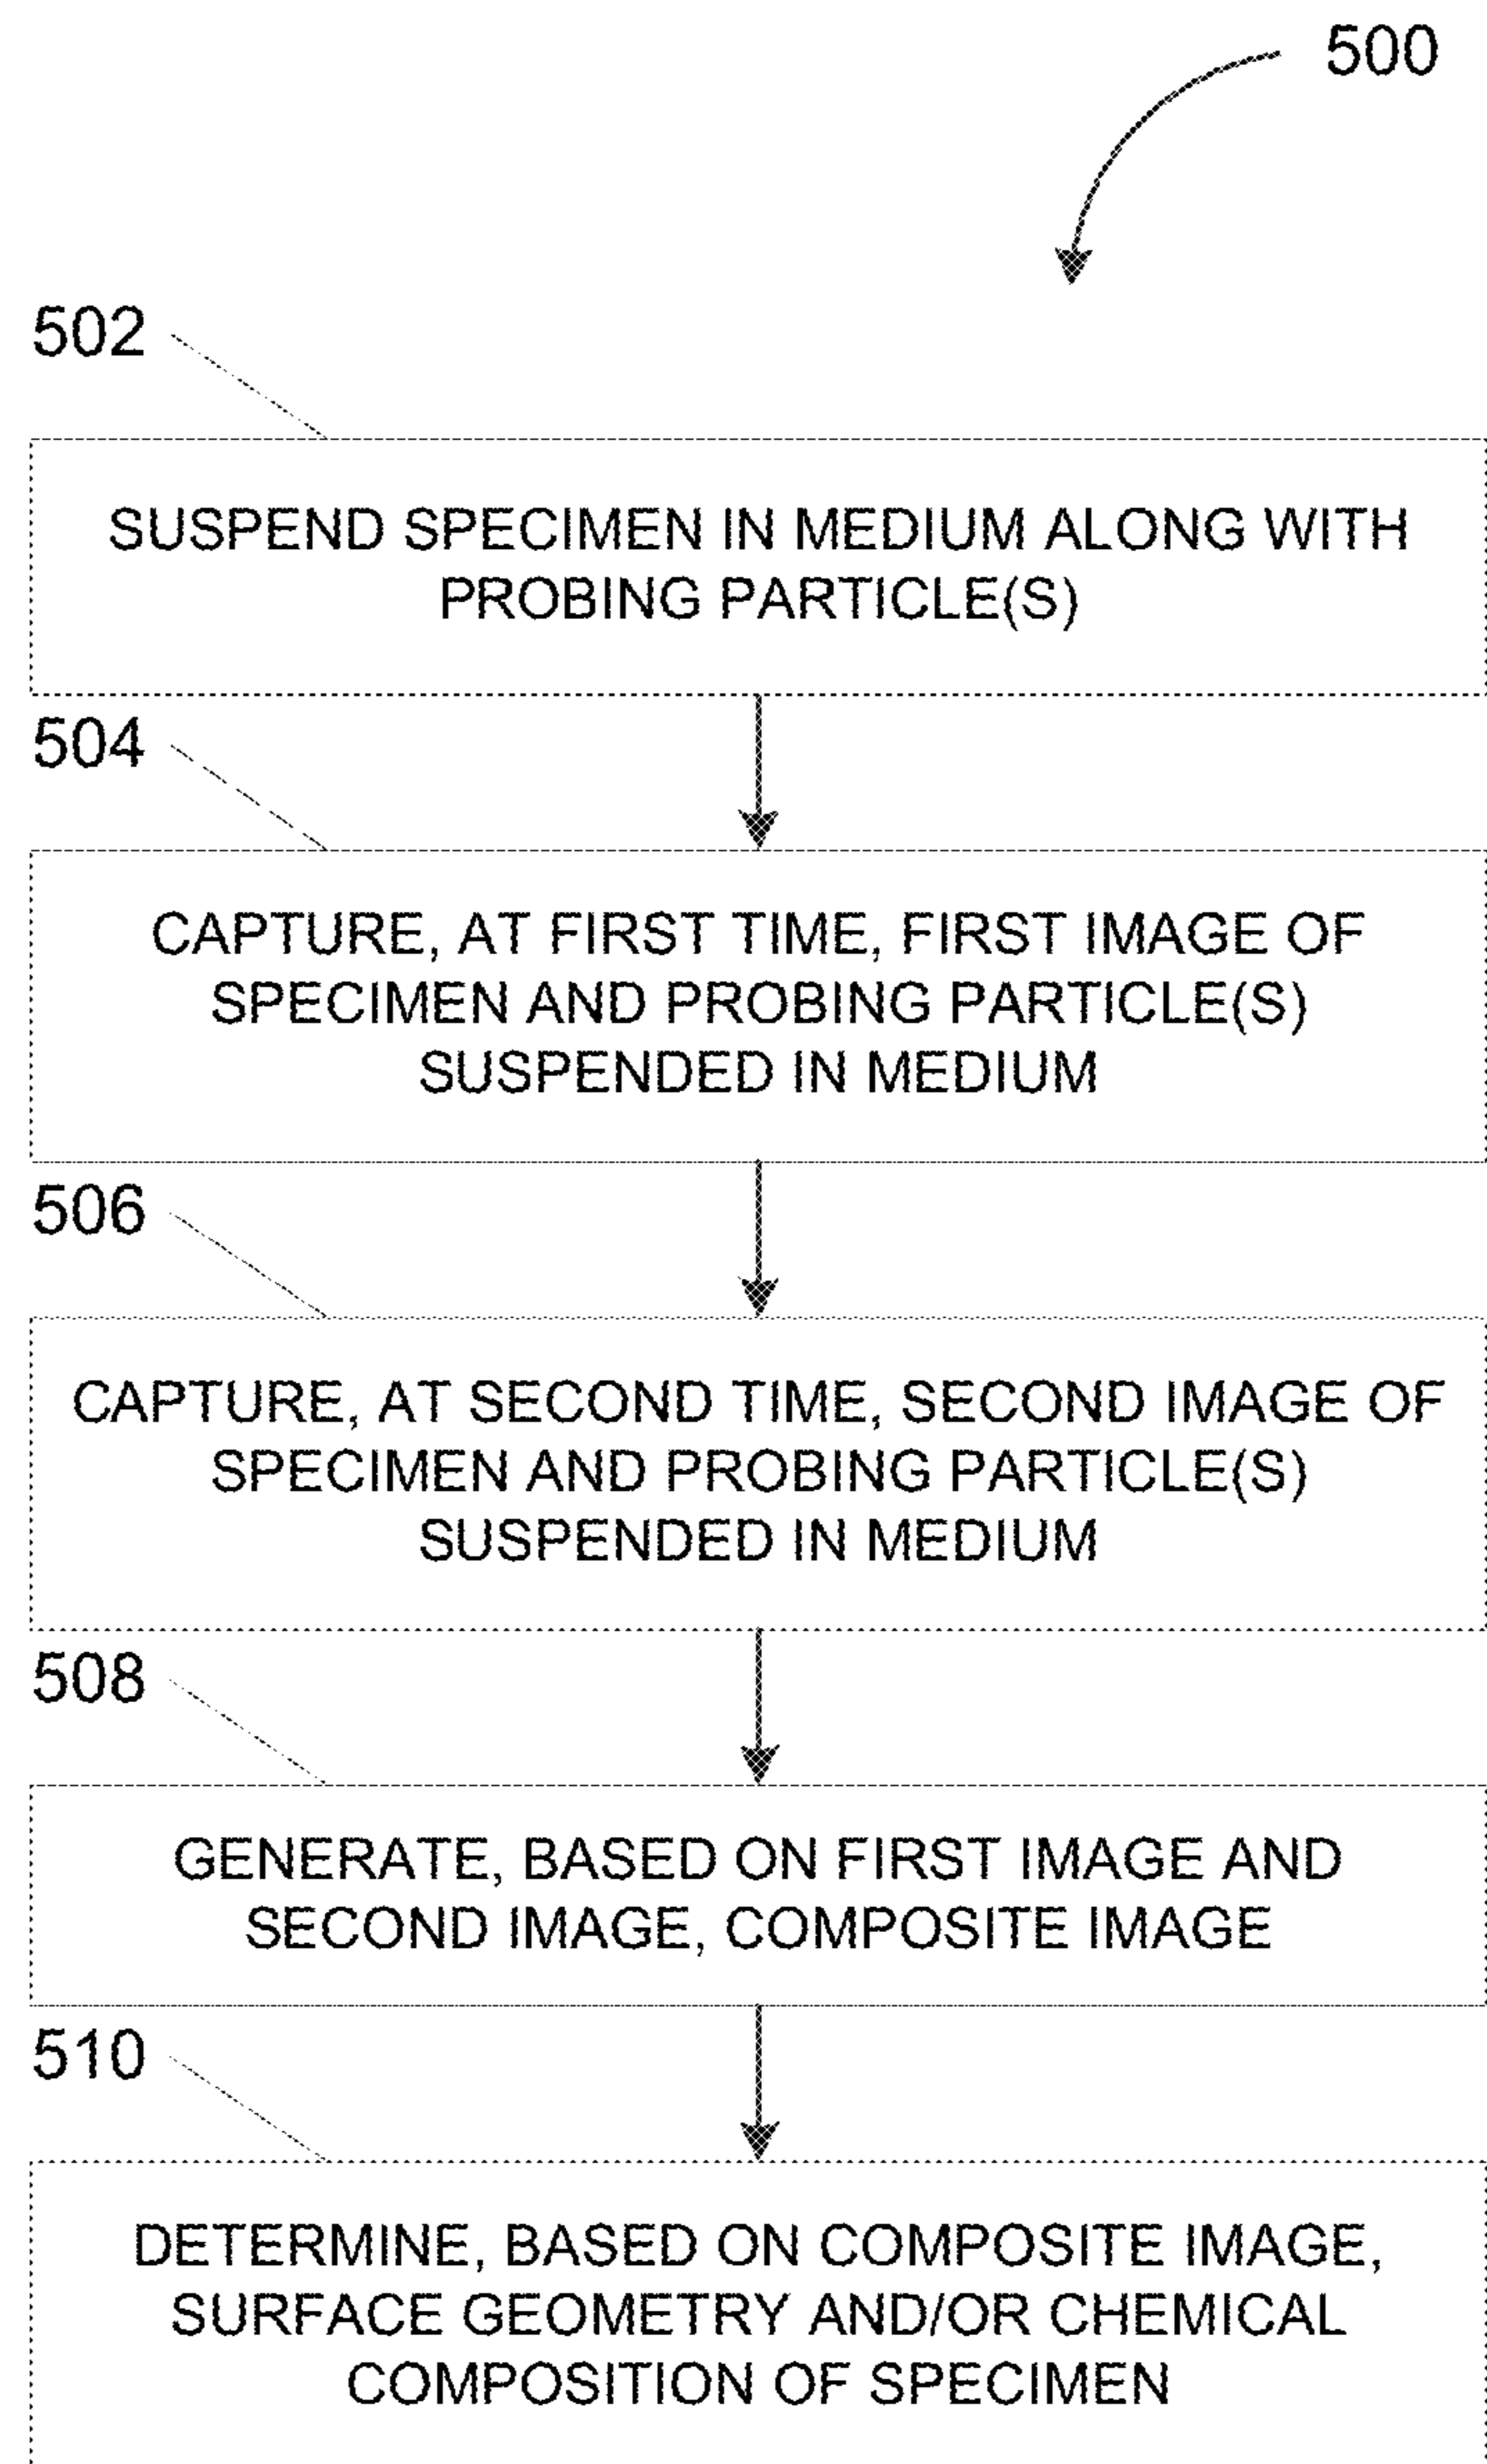 500
502
SUSPEND SPECIMEN IN MEDIUM ALONG WITH
PROBING PARTICLE(S)
504
CAPTURE, AT FIRST TIME, FIRST IMAGE OF
SPECIMEN AND PROBING PARTICLE(S)
SUSPENDED IN MEDIUM
506
CAPTURE, AT SECOND TIME, SECOND IMAGE OF
SPECIMEN AND PROBING PARTICLE(S)
SUSPENDED IN MEDIUM
508
GENERATE, BASED ON FIRST IMAGE AND
SECOND IMAGE, COMPOSITE IMAGE
510
DETERMINE, BASED ON COMPOSITE IMAGE,
SURFACE GEOMETRY AND/OR CHEMICAL
COMPOSITION OF SPECIMEN